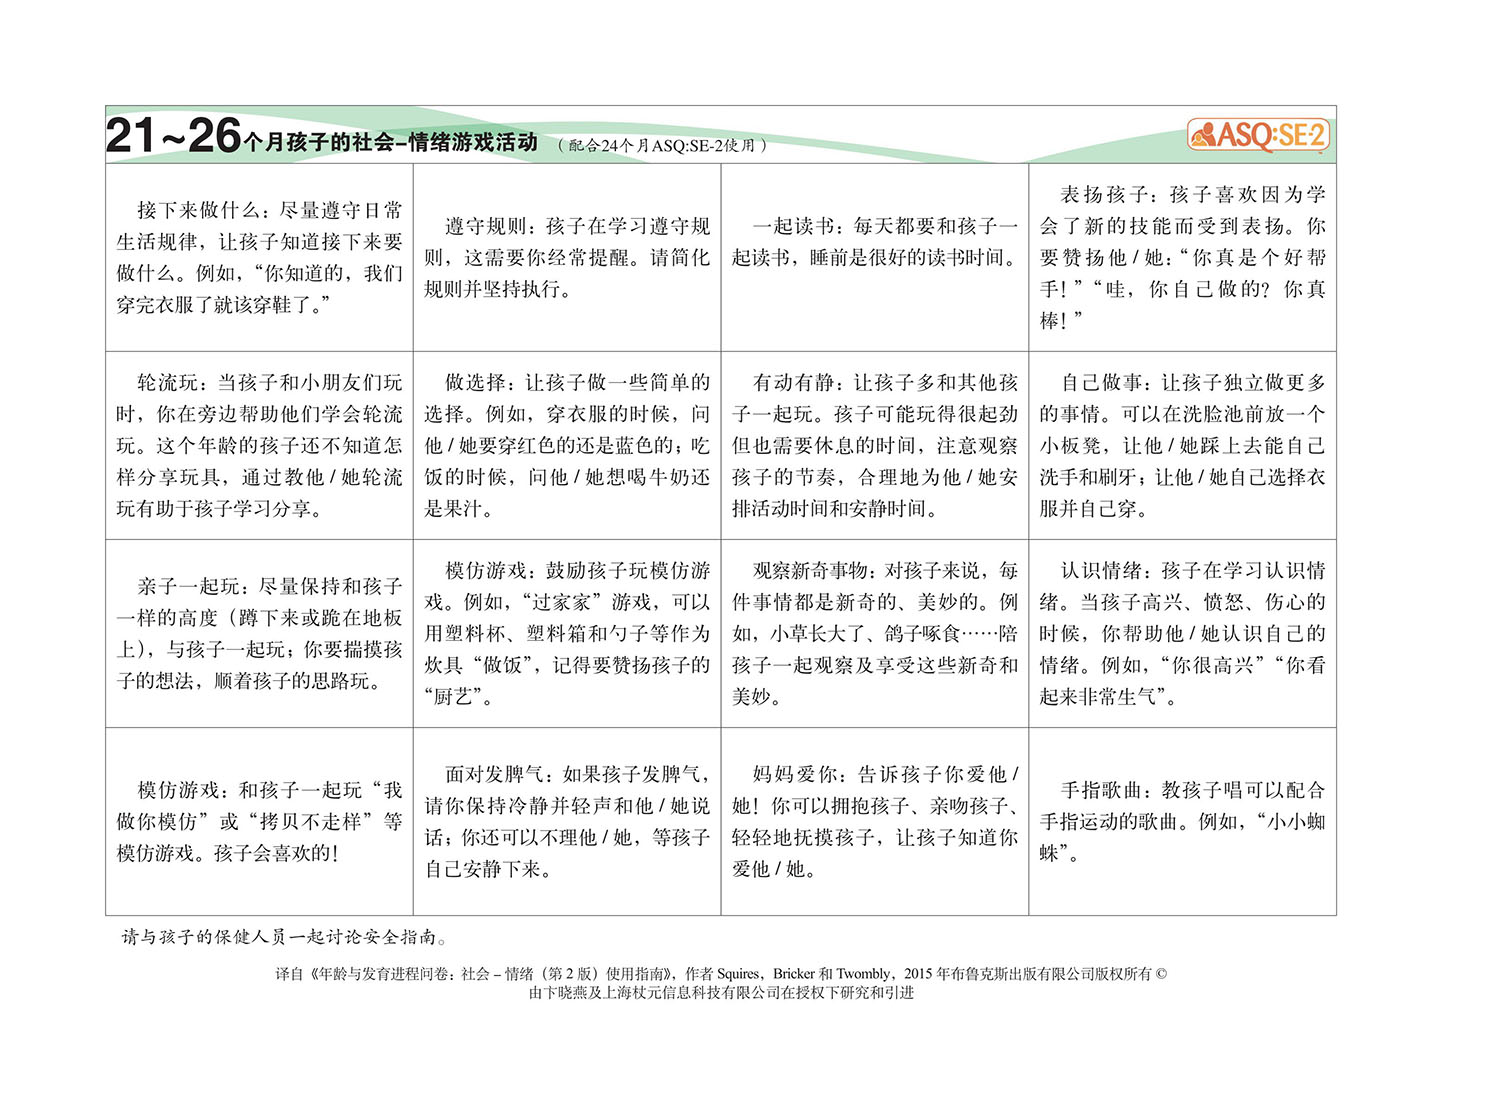 21~26个月孩子的社会-情绪游戏活动 （配合24个月ASQ:SE-2使用）
ASQ:SE-2
接下来做什么：尽量遵守日常
生活规律，让孩子知道接下来要
做什么。例如，“你知道的，我们
穿完衣服了就该穿鞋了。”
遵守规则：孩子在学习遵守规
则，这需要你经常提醒。请简化
规则并坚持执行。
一起读书：每天都要和孩子一
起读书，睡前是很好的读书时间。
表扬孩子：孩子喜欢因为学
会了新的技能而受到表扬。你
要赞扬他/她：“你真是个好帮
手！”“哇，你自己做的？你真
棒！”
轮流玩：当孩子和小朋友们玩
时，你在旁边帮助他们学会轮流
玩。这个年龄的孩子还不知道怎
样分享玩具，通过教他/她轮流
玩有助于孩子学习分享。
做选择：让孩子做一些简单的
选择。例如，穿衣服的时候，问
他/她要穿红色的还是蓝色的；吃
饭的时候，问他/她想喝牛奶还
是果汁。
有动有静：让孩子多和其他孩
子一起玩。孩子可能玩得很起劲
但也需要休息的时间，注意观察
孩子的节奏，合理地为他/她安
排活动时间和安静时间。
自己做事：让孩子独立做更多
的事情。可以在洗脸池前放一个
小板凳，让他/她踩上去能自己
洗手和刷牙；让他/她自己选择衣
服并自己穿。
亲子一起玩：尽量保持和孩子
一样的高度（蹲下来或跪在地板
上），与孩子一起玩；你要揣摸孩
子的想法，顺着孩子的思路玩。
模仿游戏：鼓励孩子玩模仿游
戏。例如，“过家家”游戏，可以
用塑料杯、塑料箱和勺子等作为
炊具“做饭”，记得要赞扬孩子的
“厨艺”。
观察新奇事物：对孩子来说，每
件事情都是新奇的、美妙的。例
如，小草长大了、鸽子啄食……陪
孩子一起观察及享受这些新奇和
美妙。
认识情绪：孩子在学习认识情
绪。当孩子高兴、愤怒、伤心的
时候，你帮助他/她认识自己的
情绪。例如，“你很高兴”“你看
起来非常生气”。
模仿游戏：和孩子一起玩“我
做你模仿”或“拷贝不走样”等
模仿游戏。孩子会喜欢的！
面对发脾气：如果孩子发脾气，
请你保持冷静并轻声和他/她说
话；你还可以不理他/她，等孩子
自己安静下来。
妈妈爱你：告诉孩子你爱他/
她！你可以拥抱孩子、亲吻孩子、
轻轻地抚摸孩子，让孩子知道你
爱他/她。
手指歌曲：教孩子唱可以配合
手指运动的歌曲。例如，“小小蜘
蛛”。
请与孩子的保健人员一起讨论安全指南。
译自《年龄与发育进程问卷：社会–情绪（第2版）使用指南》，作者 Squires，Bricker 和 Twombly，2015 年布鲁克斯出版有限公司版权所有 ©
由卞晓燕及上海杖元信息科技有限公司在授权下研究和引进